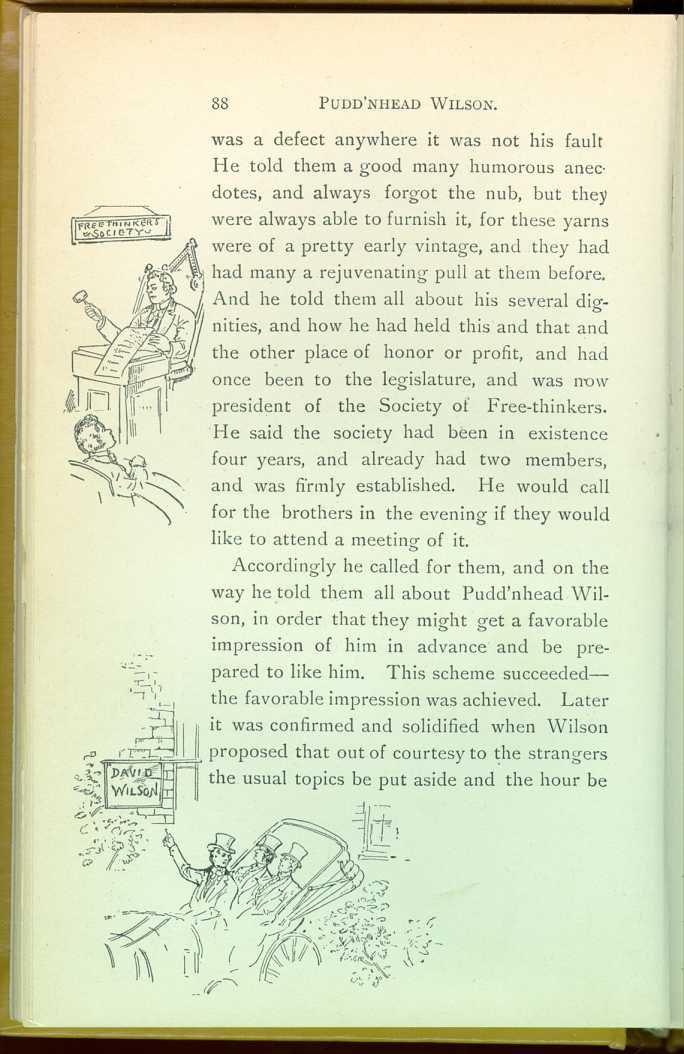 88 PUDD'NHEAD WILSON.
was a defect anywhere it was not his fault
He told them a good many humorous anec-
dotes, and always forgot the nub, but they
were always able to furnish it, for these yarns
were of a pretty early vintage, and they had
had many a rejuvenating pull at them before.
And he told them all about his several dig-
nities, and how he had held this and that and
the other place of honor or profit, and had
once been to the legislature, and was now
president of the Society of Free-thinkers.
He said the society had been in existence
four years, and already had two members,
and was firmly established. He would call
for the brothers in the evening if they would
like to attend a meeting of it.
Accordingly he called for them, and on the
way he told them all about Pudd'nhead Wil-
son, in order that they might get a favorable
impression of him in advance and be pre-
pared to like him. This scheme succeeded—
the favorable impression was achieved. Later
it was confirmed and solidified when Wilson
proposed that out of courtesy to the strangers
the usual topics be put aside and the hour be
FREETHINKERS
SOCIETY
DAVID
WILSON